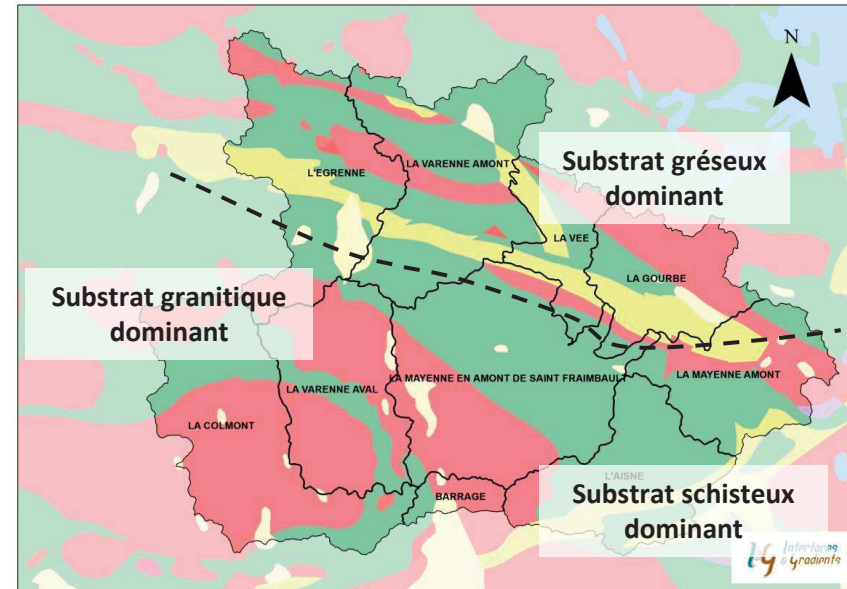 N
L'EGRENNE
LA VARENNE AMONT
Substrat gréseux
dominant
LA VEE
LA GOURBE
Substrat granitique
dominant
LA MAYENNE EN AMONT DE SAINT FRAIMBAULT
LA MAYENNE AMONT
LA VARENNE AVAL
LA COLMONT
L'AISNE
BARRAGE
Substrat schisteux
dominant
I&G Interfaces
& Gradients